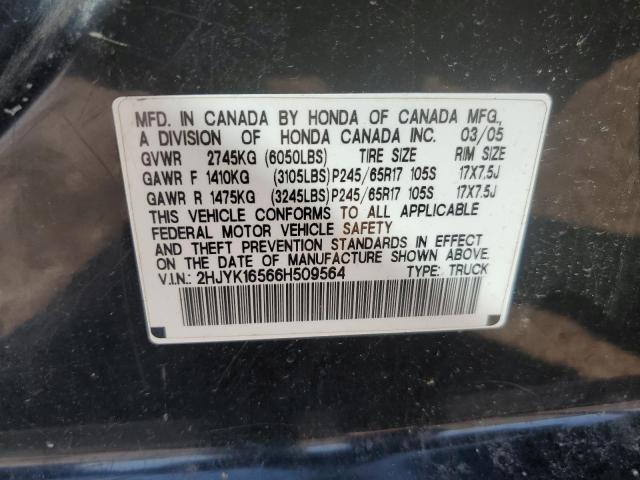 MFD. IN CANADA BY HONDA OF CANADA MFG.,
A DIVISION OF HONDA CANADA INC. 03/05
GVWR 2745KG (6050LBS) TIRE SIZE RIM SIZE
GAWR F 1410KG (3105LBS) P245/65R17 105S 17X7.5J
GAWR R 1475KG (3245LBS) P245/65R17 105S 17X7.5J
THIS VEHICLE CONFORMS TO ALL APPLICABLE
FEDERAL MOTOR VEHICLE SAFETY
AND THEFT PREVENTION STANDARDS IN EFFECT
ON THE DATE OF MANUFACTURE SHOWN ABOVE.
V.I.N.: 2HJYK16566H509564 TYPE: TRUCK